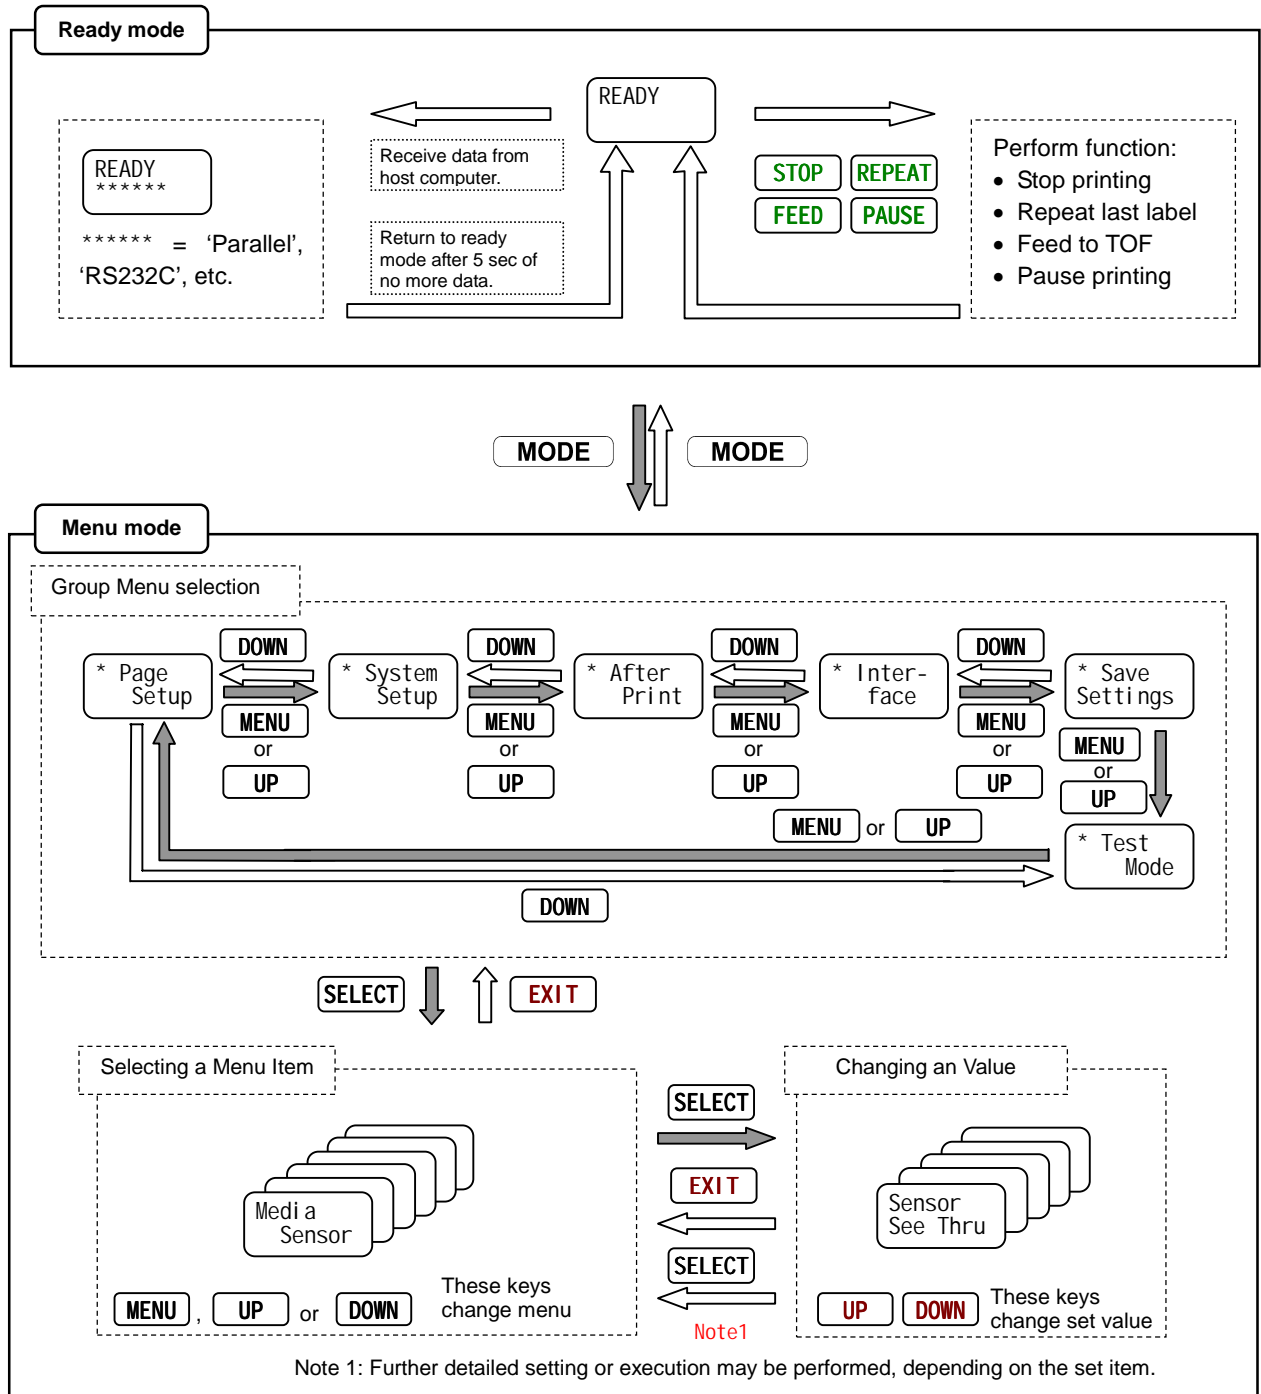 Ready mode
READY
READY
******
****** = ‘Parallel’,
‘RS232C’, etc.
Receive data from
host computer.
Return to ready
mode after 5 sec of
no more data.
STOP REPEAT
FEED PAUSE
Perform function:
• Stop printing
• Repeat last label
• Feed to TOF
• Pause printing
MODE MODE
Menu mode
Group Menu selection
DOWN DOWN DOWN DOWN
* Page
Setup
* System
Setup
* After
Print
* Inter-
face
* Save
Settings
MENU MENU MENU MENU
or or or or
UP UP UP UP
MENU
or
UP
MENU or UP
* Test
Mode
DOWN
SELECT EXIT
Selecting a Menu Item
Media
Sensor
MENU , UP or DOWN
These keys
change menu
SELECT
EXIT
SELECT
Note1
Changing an Value
Sensor
See Thru
UP DOWN
These keys
change set value
Note 1: Further detailed setting or execution may be performed, depending on the set item.